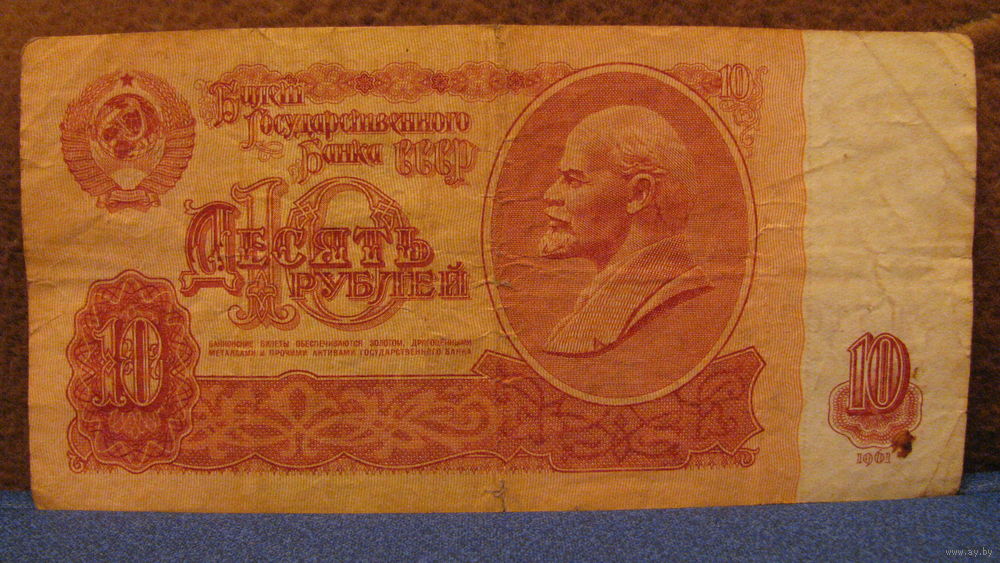 Билет
Государственного
Банка СССР
10
10
Десять
рублей
БАНКОВСКИЕ БИЛЕТЫ ОБЕСПЕЧИВАЮТСЯ ЗОЛОТОМ, ДРАГОЦЕННЫМИ
МЕТАЛЛАМИ И ПРОЧИМИ АКТИВАМИ ГОСУДАРСТВЕННОГО БАНКА
10
10
1961
www.ay.by